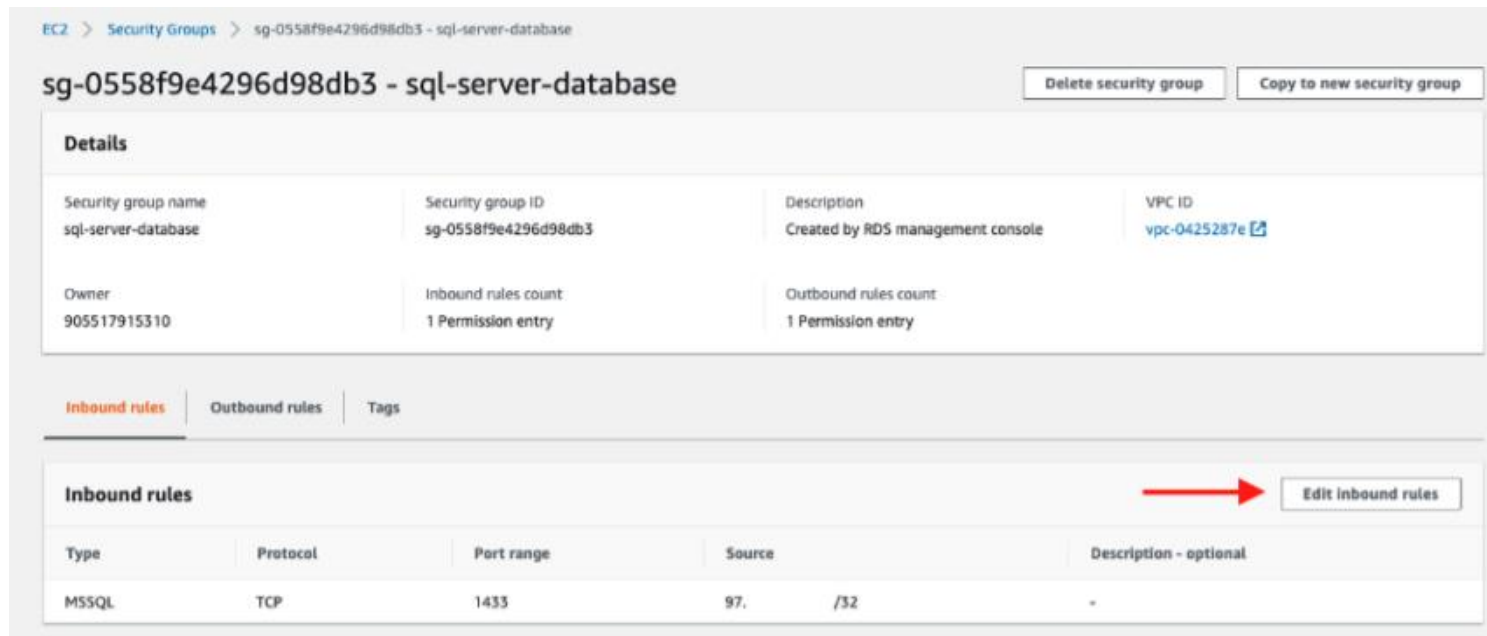 EC2 > Security Groups > sg-0558f9e4296d98db3 - sql-server-database
sg-0558f9e4296d98db3 - sql-server-database
Delete security group
Copy to new security group
Details
Security group name
Security group ID
Description
VPC ID
sql-server-database
sg-0558f9e4296d98db3
Created by RDS management console
vpc-0425287e
Owner
Inbound rules count
Outbound rules count
905517915310
1 Permission entry
1 Permission entry
Inbound rules
Outbound rules
Tags
Inbound rules
Edit inbound rules
Type Protocol Port range Source Description - optional
MSSQL TCP 1433 97. /32 -